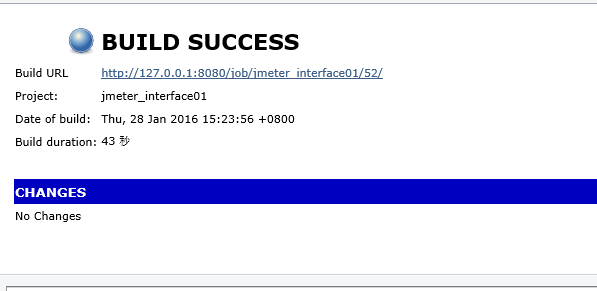 BUILD SUCCESS
Build URL http://127.0.0.1:8080/job/jmeter_interface01/52/
Project: jmeter_interface01
Date of build: Thu, 28 Jan 2016 15:23:56 +0800
Build duration: 43 秒
CHANGES
No Changes